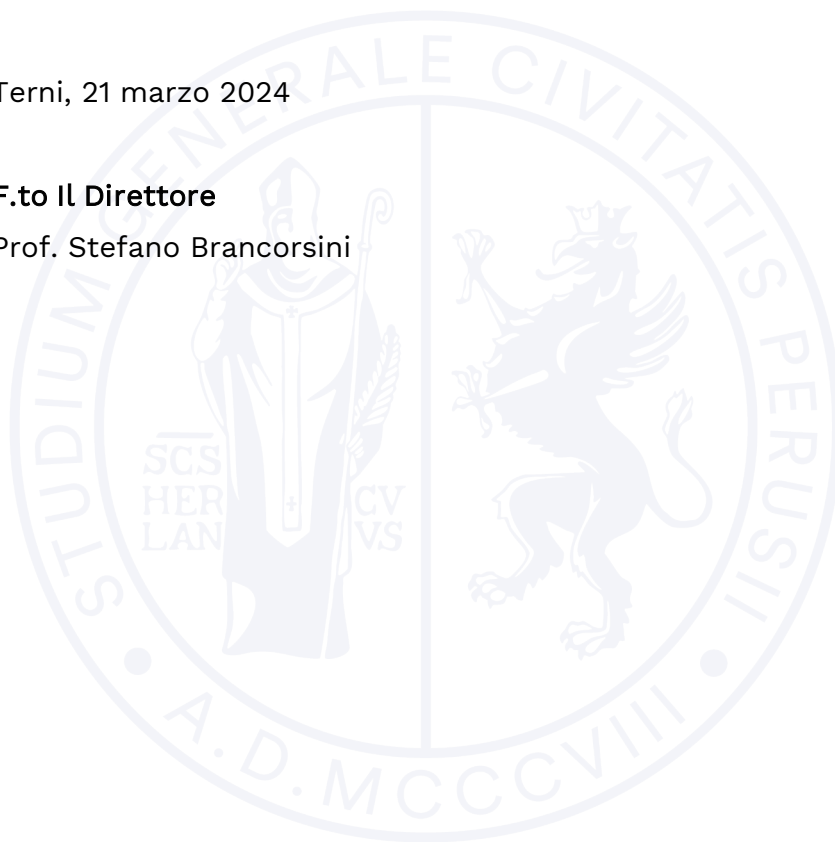 Terni, 21 marzo 2024
F.to Il Direttore
Prof. Stefano Brancorsini
STUDIUM GENERALE CIVITATIS PERUSII
SCS
HER CV
LAN VS
A.D. MCCCVIII